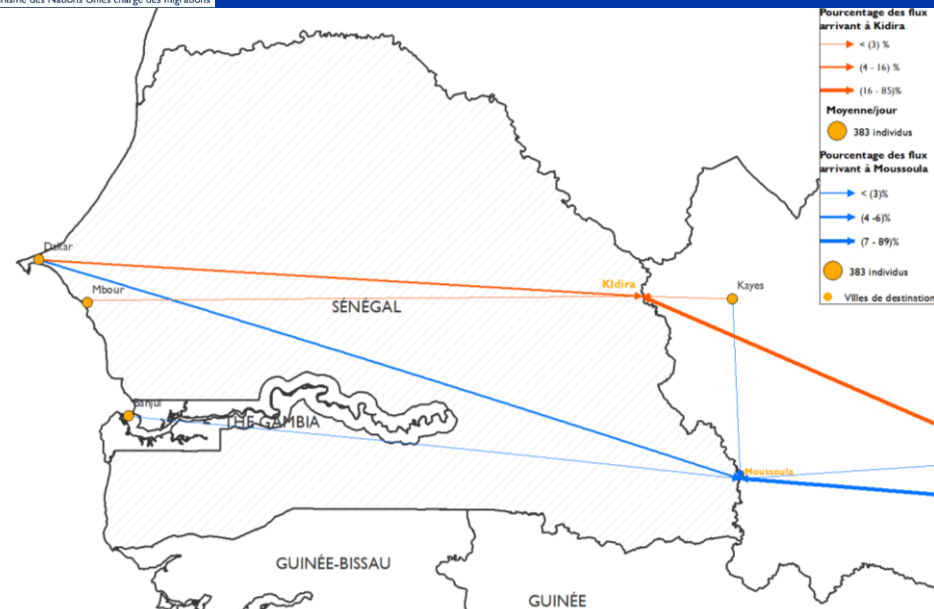 des Nations Unies chargé des migrations
Pourcentage des flux
arrivant à Kidira
< (3) %
(4 - 16) %
(16 - 85)%
Moyenne/jour
383 individus
Pourcentage des flux
arrivant à Moussoula
< (3)%
(4 -6)%
(7 - 89)%
383 individus
Villes de destination
Dakar
Mbour
Kidira
Kayes
SÉNÉGAL
Banjul
THE GAMBIA
Moussoula
GUINÉE-BISSAU
GUINÉE